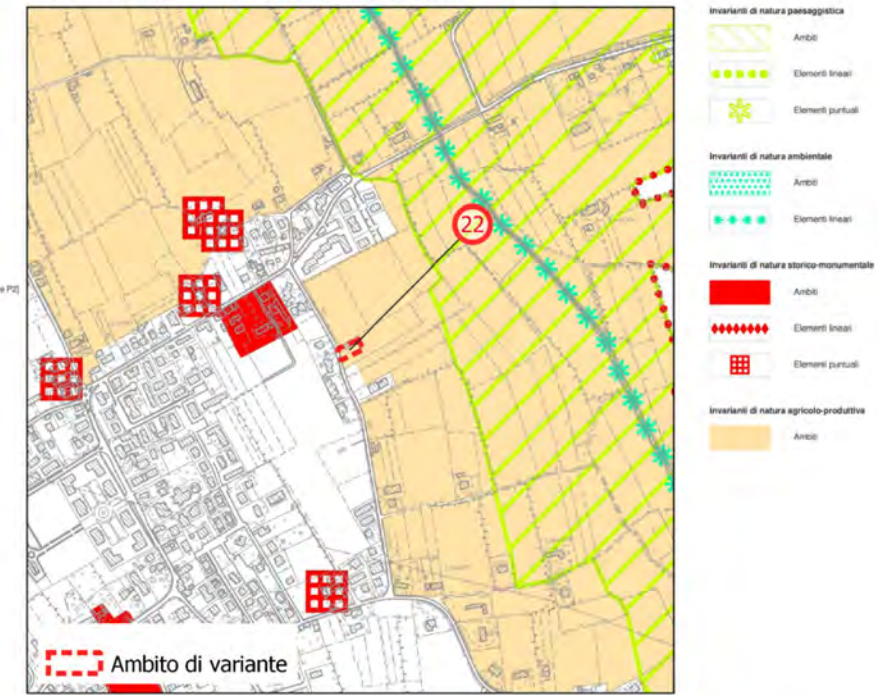 Invarianti di natura paesaggistica
Ambiti
Elementi lineari
Elementi puntuali
Invarianti di natura ambientale
Ambiti
Elementi lineari
Invarianti di natura storico-monumentale
Ambiti
Elementi lineari
Elementi puntuali
Invarianti di natura agricolo-produttiva
Ambiti
22
e P2]
Ambito di variante